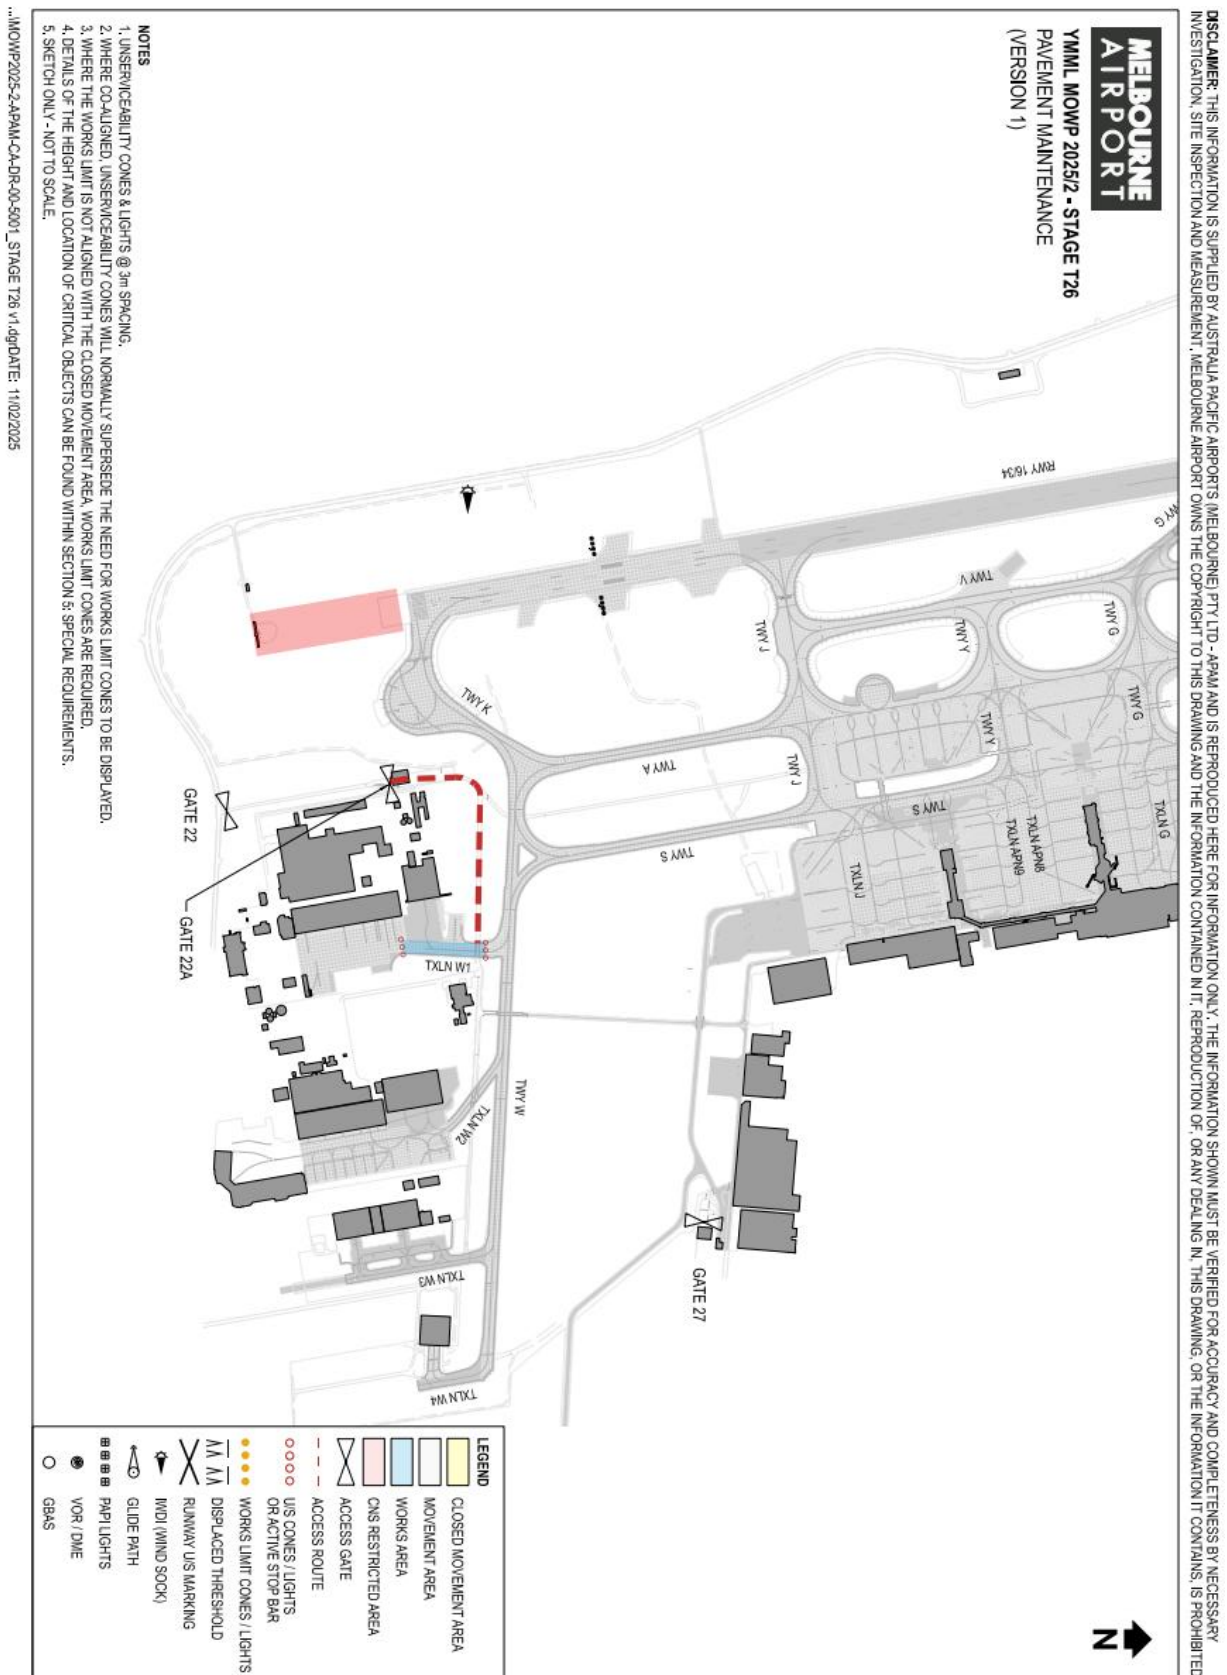 DISCLAIMER: THIS INFORMATION IS SUPPLIED BY AUSTRALIA PACIFIC AIRPORTS (MELBOURNE) PTY LTD - APAM AND IS REPRODUCED HERE FOR INFORMATION ONLY. THE INFORMATION SHOWN MUST BE VERIFIED FOR ACCURACY AND COMPLETENESS BY NECESSARY
INVESTIGATION, SITE INSPECTION AND MEASUREMENT. MELBOURNE AIRPORT OWNS THE COPYRIGHT TO THIS DRAWING AND THE INFORMATION CONTAINED IN IT. REPRODUCTION OF, OR ANY DEALING IN, THIS DRAWING, OR THE INFORMATION IT CONTAINS, IS PROHIBITED
MELBOURNE
AIRPORT
YMML MOWP 2025/2 - STAGE T26
PAVEMENT MAINTENANCE
(VERSION 1)
N
RWY 16/34
WY G
TWY V
TWY G
TWY G
TXLN G
TWY J
TWY Y
TWY Y
TWY K
TWY A
TWY J
TWY S
TWY S
TXLN APN8
TXLN APN9
TXLN J
GATE 22
GATE 22A
TXLN W1
TWY W
TXLN W2
GATE 27
TXLN W3
TXLN W4
NOTES
1. UNSERVICEABILITY CONES & LIGHTS @ 3m SPACING.
2. WHERE CO-ALIGNED, UNSERVICEABILITY CONES WILL NORMALLY SUPERSEDE THE NEED FOR WORKS LIMIT CONES TO BE DISPLAYED.
3. WHERE THE WORKS LIMIT IS NOT ALIGNED WITH THE CLOSED MOVEMENT AREA, WORKS LIMIT CONES ARE REQUIRED.
4. DETAILS OF THE HEIGHT AND LOCATION OF CRITICAL OBJECTS CAN BE FOUND WITHIN SECTION 5: SPECIAL REQUIREMENTS.
5. SKETCH ONLY - NOT TO SCALE.
LEGEND
CLOSED MOVEMENT AREA
MOVEMENT AREA
WORKS AREA
CNS RESTRICTED AREA
ACCESS GATE
ACCESS ROUTE
U/S CONES / LIGHTS
OR ACTIVE STOP BAR
WORKS LIMIT CONES / LIGHTS
DISPLACED THRESHOLD
RUNWAY U/S MARKING
IWDI (WIND SOCK)
GLIDE PATH
PAPI LIGHTS
VOR / DME
GBAS
...\MOWP2025-2-APAM-CA-DR-00-5001_STAGE T26 v1.dgnDATE: 11/02/2025